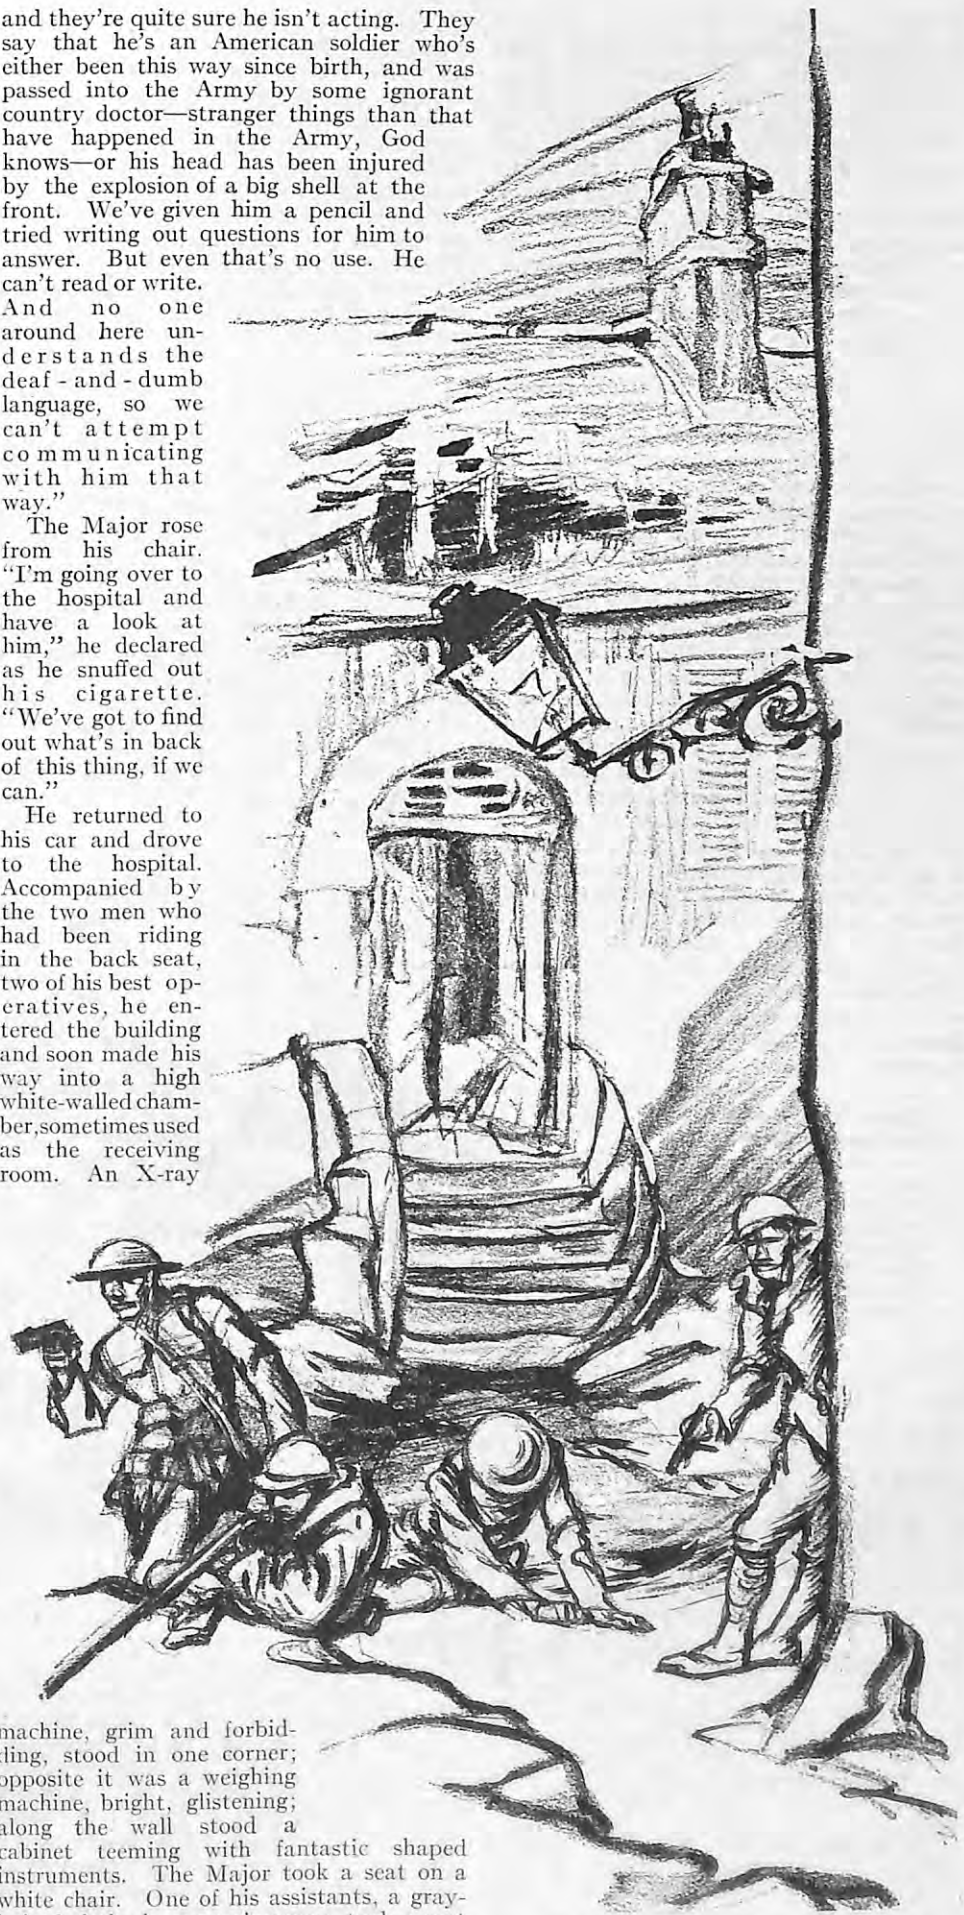 and they're quite sure he isn't acting. They
say that he's an American soldier who's
either been this way since birth, and was
passed into the Army by some ignorant
country doctor—stranger things than that
have happened in the Army, God
knows—or his head has been injured
by the explosion of a big shell at the
front. We've given him a pencil and
tried writing out questions for him to
answer. But even that's no use. He
can't read or write.
And no one
around here un-
derstands the
deaf-and-dumb
language, so we
can't attempt
communicating
with him that
way."
The Major rose
from his chair.
"I'm going over to
the hospital and
have a look at
him," he declared
as he snuffed out
his cigarette.
"We've got to find
out what's in back
of this thing, if we
can."
He returned to
his car and drove
to the hospital.
Accompanied by
the two men who
had been riding
in the back seat,
two of his best op-
eratives, he en-
tered the building
and soon made his
way into a high
white-walled cham-
ber, sometimes used
as the receiving
room. An X-ray
machine, grim and forbid-
ding, stood in one corner;
opposite it was a weighing
machine, bright, glistening;
along the wall stood a
cabinet teeming with fantastic shaped
instruments. The Major took a seat on a
white chair. One of his assistants, a gray-